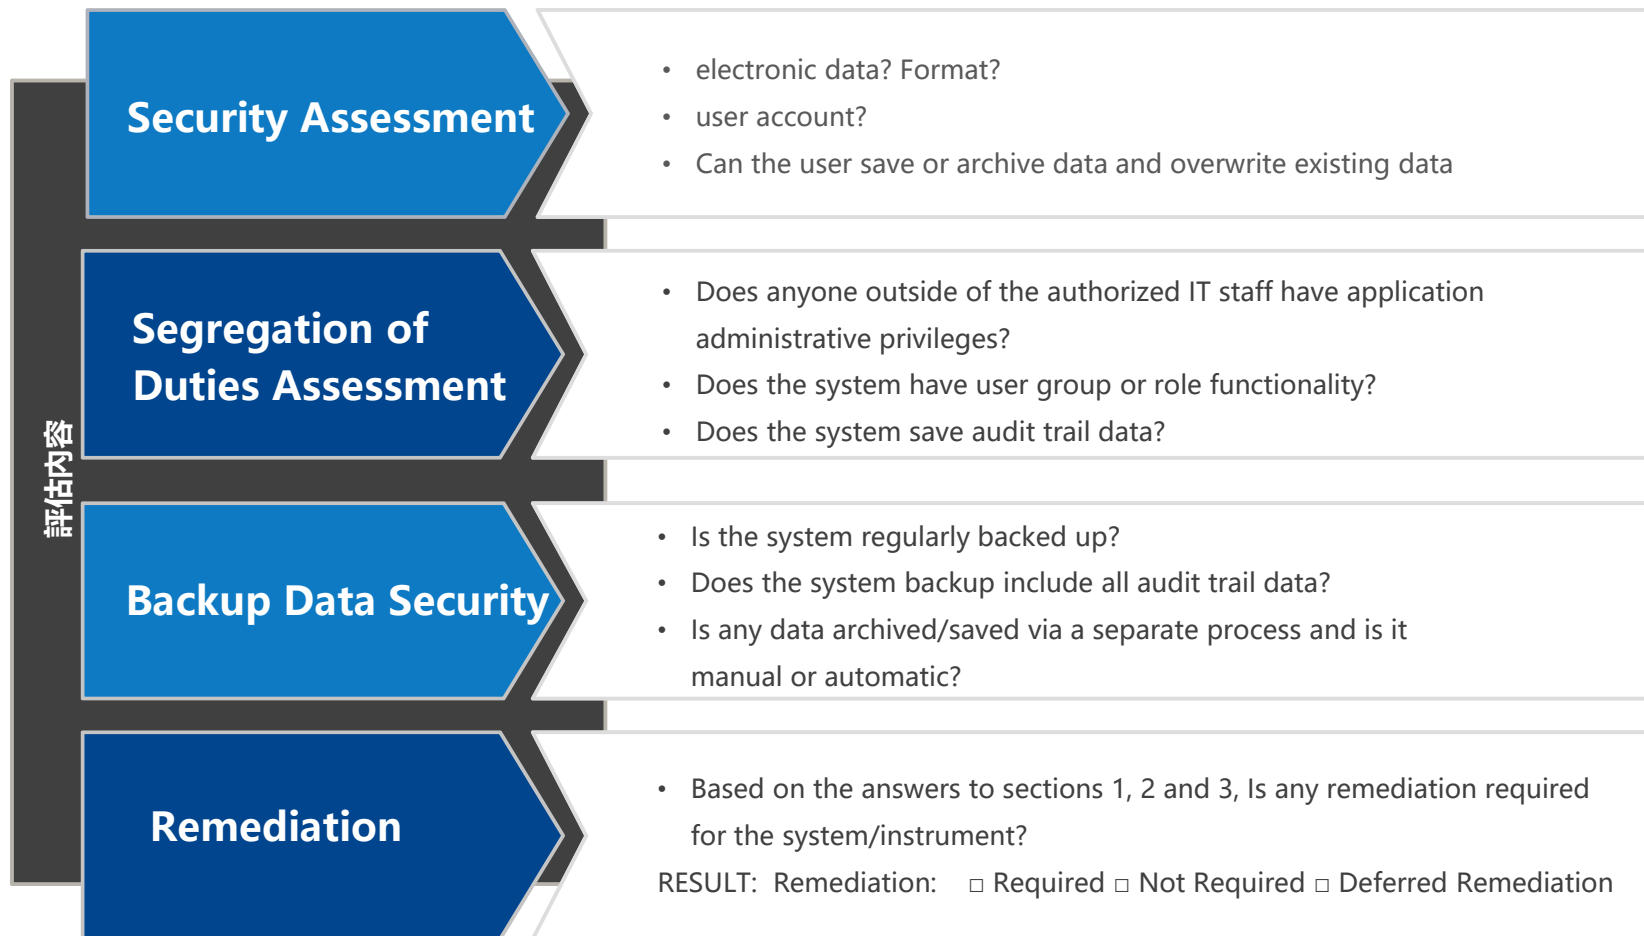 評估內容
Security Assessment
• electronic data? Format?
• user account?
• Can the user save or archive data and overwrite existing data
Segregation of
Duties Assessment
• Does anyone outside of the authorized IT staff have application
administrative privileges?
• Does the system have user group or role functionality?
• Does the system save audit trail data?
Backup Data Security
• Is the system regularly backed up?
• Does the system backup include all audit trail data?
• Is any data archived/saved via a separate process and is it
manual or automatic?
Remediation
• Based on the answers to sections 1, 2 and 3, Is any remediation required
for the system/instrument?
RESULT: Remediation: □ Required □ Not Required □ Deferred Remediation